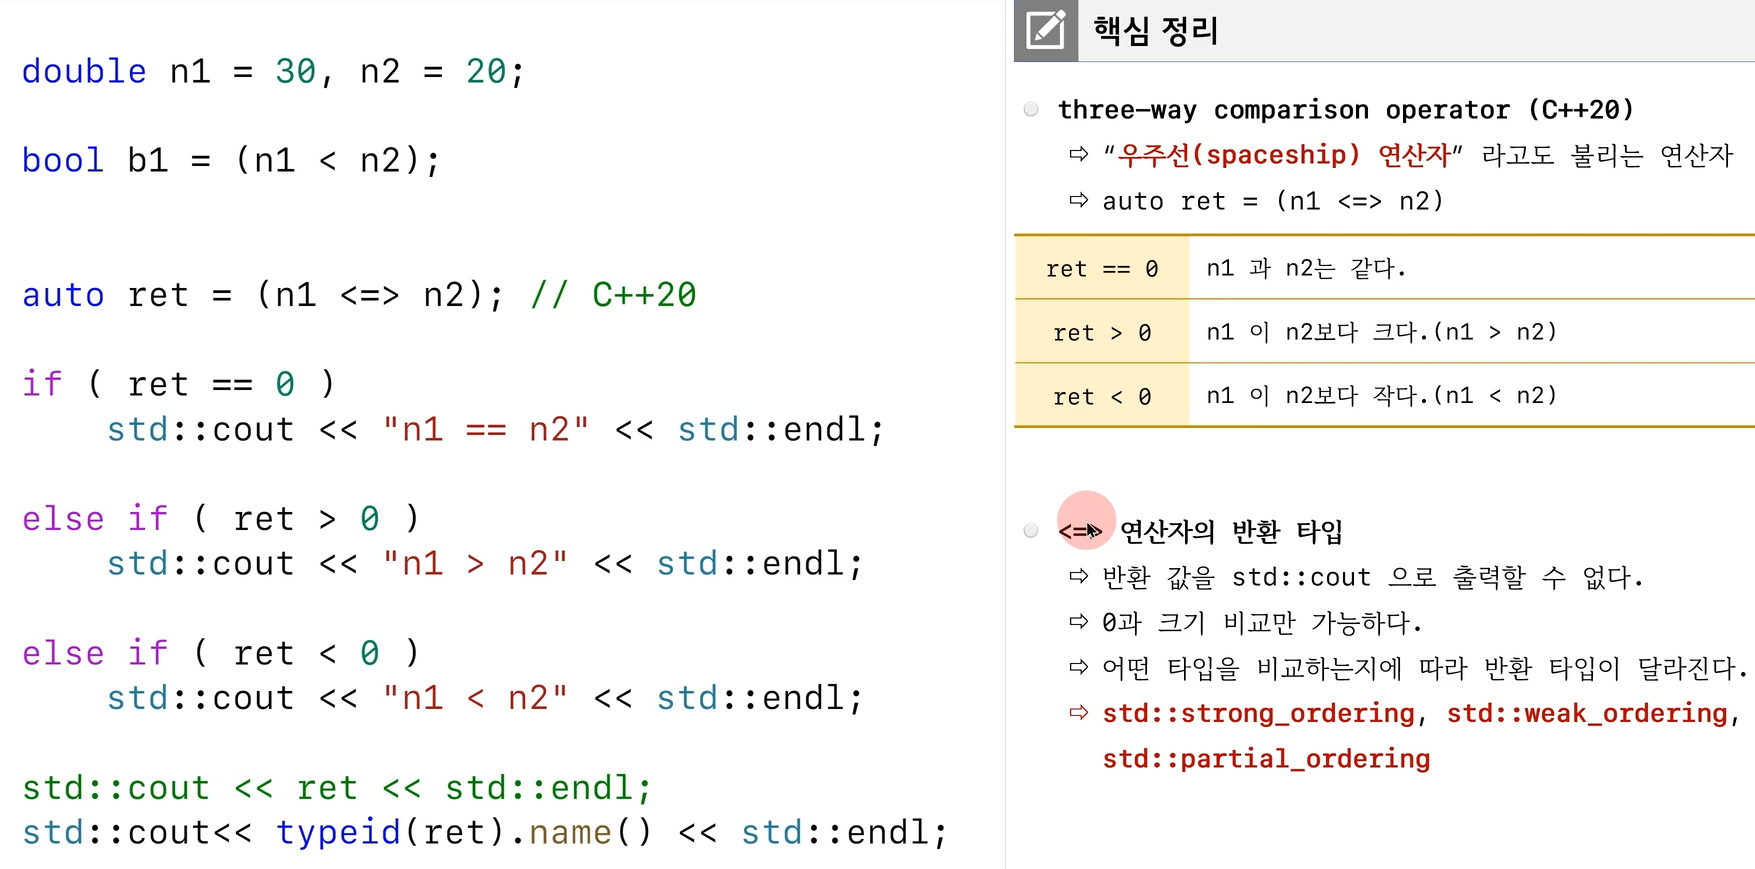 double n1 = 30, n2 = 20;
bool b1 = (n1 < n2);
auto ret = (n1 <=> n2); // C++20
if ( ret == 0 )
std::cout << "n1 == n2" << std::endl;
else if ( ret > 0 )
std::cout << "n1 > n2" << std::endl;
else if ( ret < 0 )
std::cout << "n1 < n2" << std::endl;
std::cout << ret << std::endl;
std::cout<< typeid(ret).name() << std::endl;
핵심 정리
three-way comparison operator (C++20)
⇨ "우주선(spaceship) 연산자" 라고도 불리는 연산자
⇨ auto ret = (n1 <=> n2)
ret == 0 n1 과 n2는 같다.
ret > 0 n1 이 n2보다 크다.(n1 > n2)
ret < 0 n1 이 n2보다 작다.(n1 < n2)
<=> 연산자의 반환 타입
⇨ 반환 값을 std::cout 으로 출력할 수 없다.
⇨ 0과 크기 비교만 가능하다.
⇨ 어떤 타입을 비교하는지에 따라 반환 타입이 달라진다.
⇨ std::strong_ordering, std::weak_ordering,
std::partial_ordering